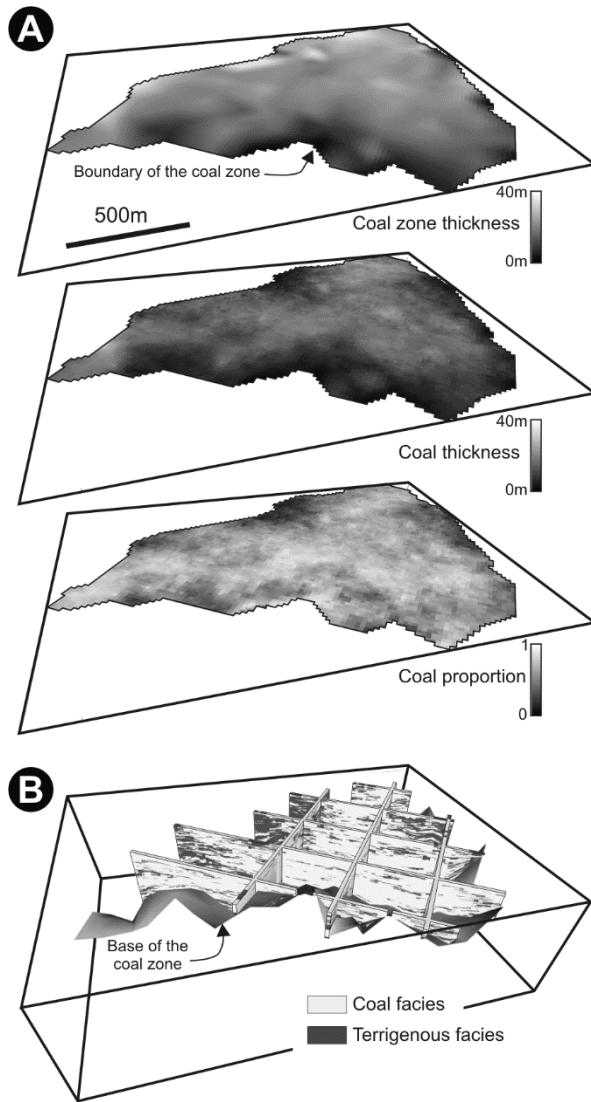 A
Boundary of the coal zone
500m
40m
Coal zone thickness
0m
40m
Coal thickness
0m
1
Coal proportion
0
B
Base of the
coal zone
Coal facies
Terrigenous facies